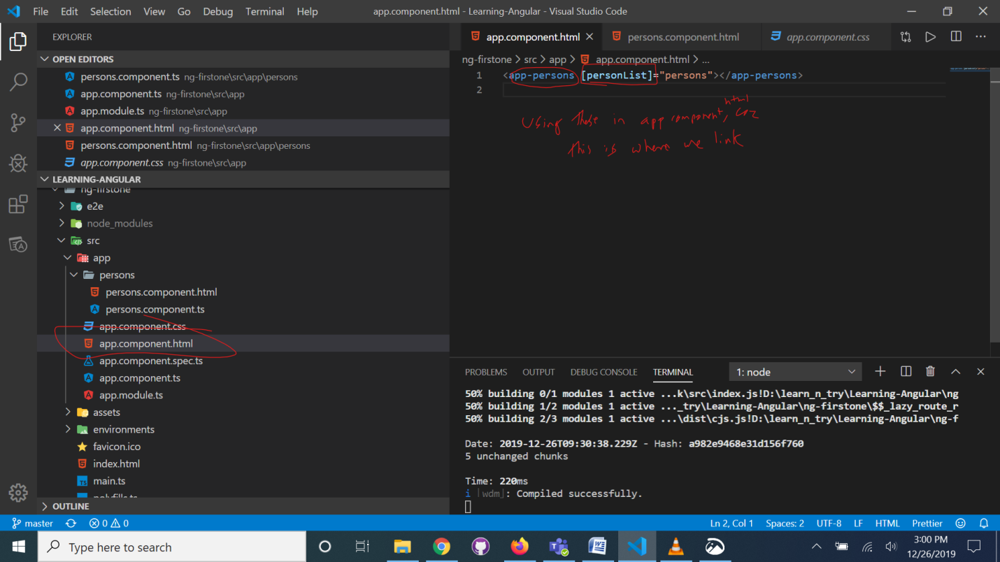 File Edit Selection View Go Debug Terminal Help
app.component.html - Learning-Angular - Visual Studio Code
EXPLORER
OPEN EDITORS
persons.component.ts ng-firstone\src\app\persons
app.component.ts ng-firstone\src\app
app.module.ts ng-firstone\src\app
app.component.html ng-firstone\src\app
persons.component.html ng-firstone\src\app\persons
app.component.css ng-firstone\src\app
LEARNING-ANGULAR
ng-firstone
e2e
node_modules
src
app
persons
persons.component.html
persons.component.ts
app.component.css
app.component.html
app.component.spec.ts
app.component.ts
app.module.ts
assets
environments
favicon.ico
index.html
main.ts
polyfills.ts
OUTLINE
app.component.html persons.component.html app.component.css
ng-firstone > src > app > app.component.html > ...
1 <app-persons [personList]="persons"></app-persons>
2
html
Using these in app component, coz
this is where we link
PROBLEMS OUTPUT DEBUG CONSOLE TERMINAL 1: node
50% building 0/1 modules 1 active ...k\src\index.js!D:\learn_n_try\Learning-Angular\ng
50% building 1/2 modules 1 active ..._try\Learning-Angular\ng-firstone\$$_lazy_route_r
50% building 2/3 modules 1 active ...\dist\cjs.js!D:\learn_n_try\Learning-Angular\ng-f
Date: 2019-12-26T09:30:38.229Z - Hash: a982e9468e31d156f760
5 unchanged chunks
Time: 220ms
i ｢wdm｣: Compiled successfully.
master 0 0 Ln 2, Col 1 Spaces: 2 UTF-8 LF HTML Prettier
Type here to search
3:00 PM
12/26/2019